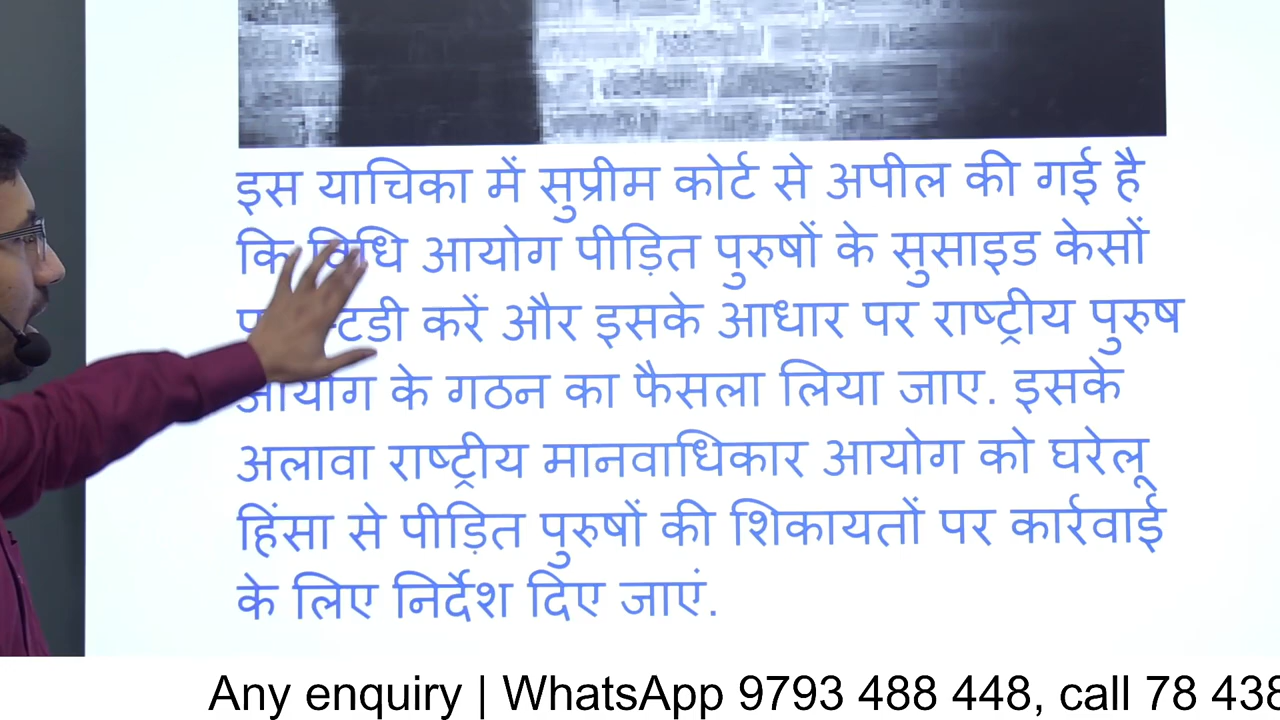 इस याचिका में सुप्रीम कोर्ट से अपील की गई है
कि विधि आयोग पीड़ित पुरुषों के सुसाइड केसों
करें और इसके आधार पर राष्ट्रीय पुरुष
आयोग के गठन का फैसला लिया जाए. इसके
अलावा राष्ट्रीय मानवाधिकार आयोग को घरेलू
हिंसा से पीड़ित पुरुषों की शिकायतों पर कार्रवाई
के लिए निर्देश दिए जाएं.
Any enquiry | WhatsApp 9793 488 448, call 78 438